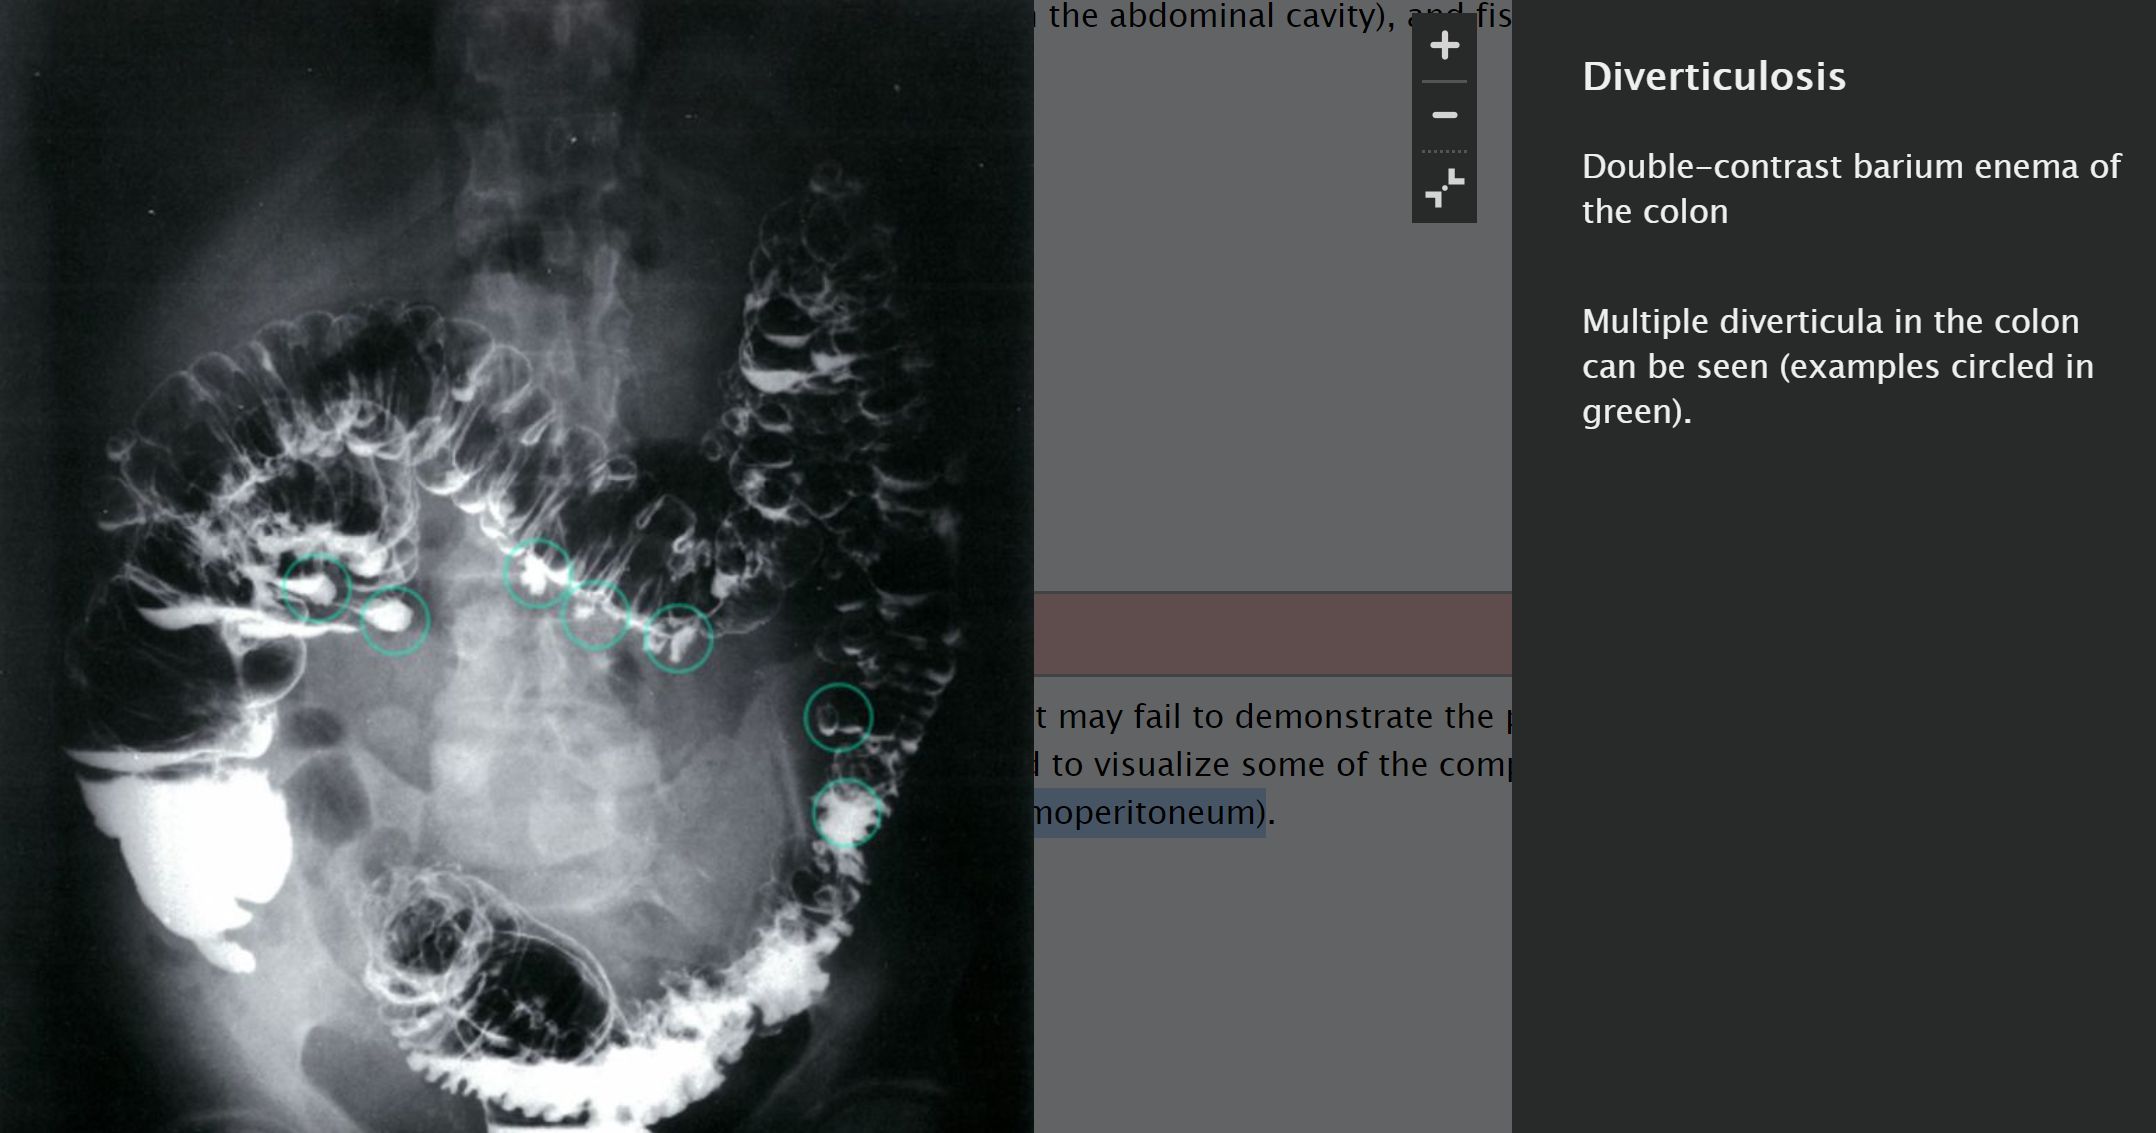 the abdominal cavity), and fis
Diverticulosis
Double-contrast barium enema of
the colon
Multiple diverticula in the colon
can be seen (examples circled in
green).
t may fail to demonstrate the
to visualize some of the comp
moperitoneum).